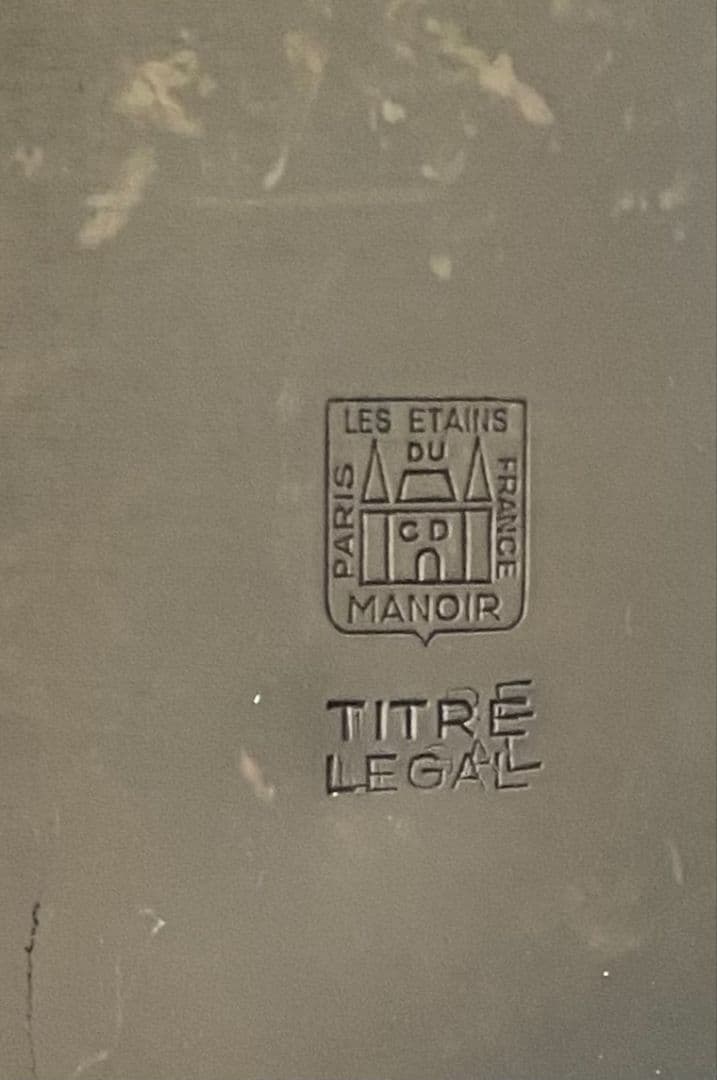 LES ETAINS
DU
PARIS
FRANCE
CD
MANOIR
TITRE
LEGAL